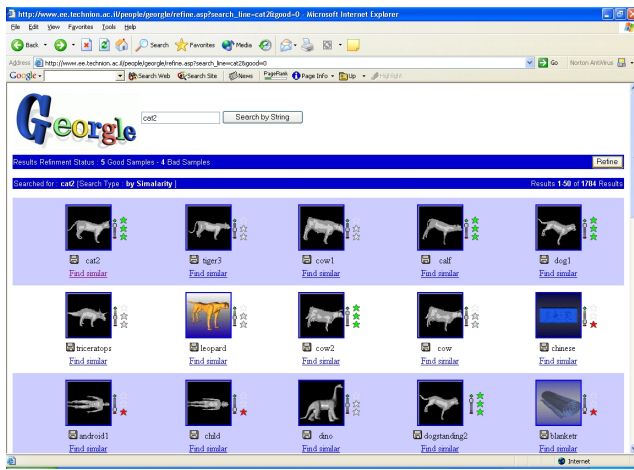 http://www.ee.technion.ac.il/people/georgle/refine.asp?search_line=cat2&good=0 - Microsoft Internet Explorer
File Edit View Favorites Tools Help
Back Search Favorites Media
Address http://www.ee.technion.ac.il/people/georgle/refine.asp?search_line=cat2&good=0 Go Norton AntiVirus
Google Search Web Search Site News PageRank Page Info Up Highlight
Georgle cat2 Search by String
Results Refinment Status : 5 Good Samples - 4 Bad Samples Refine
Searched for : cat2 [Search Type : by Simalarity ] Results 1-50 of 1784 Results
cat2 tiger3 cow1 calf dog1
Find similar Find similar Find similar Find similar Find similar
triceratops leopard cow2 cow chinese
Find similar Find similar Find similar Find similar Find similar
android1 child dino dogstanding2 blanketr
Find similar Find similar Find similar Find similar Find similar
Internet